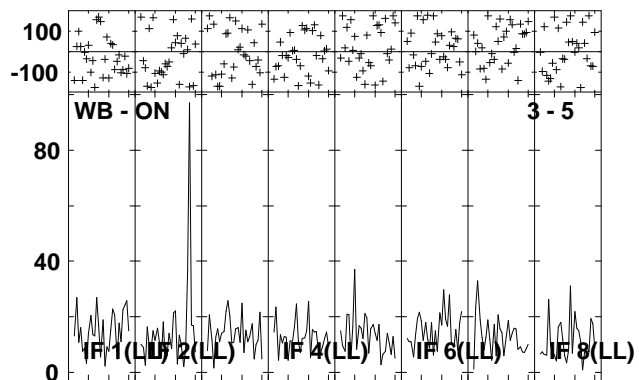 100
-100
WB - ON 3 - 5
80
40
0
IF 1(LL) IF 2(LL) IF 4(LL) IF 6(LL) IF 8(LL)